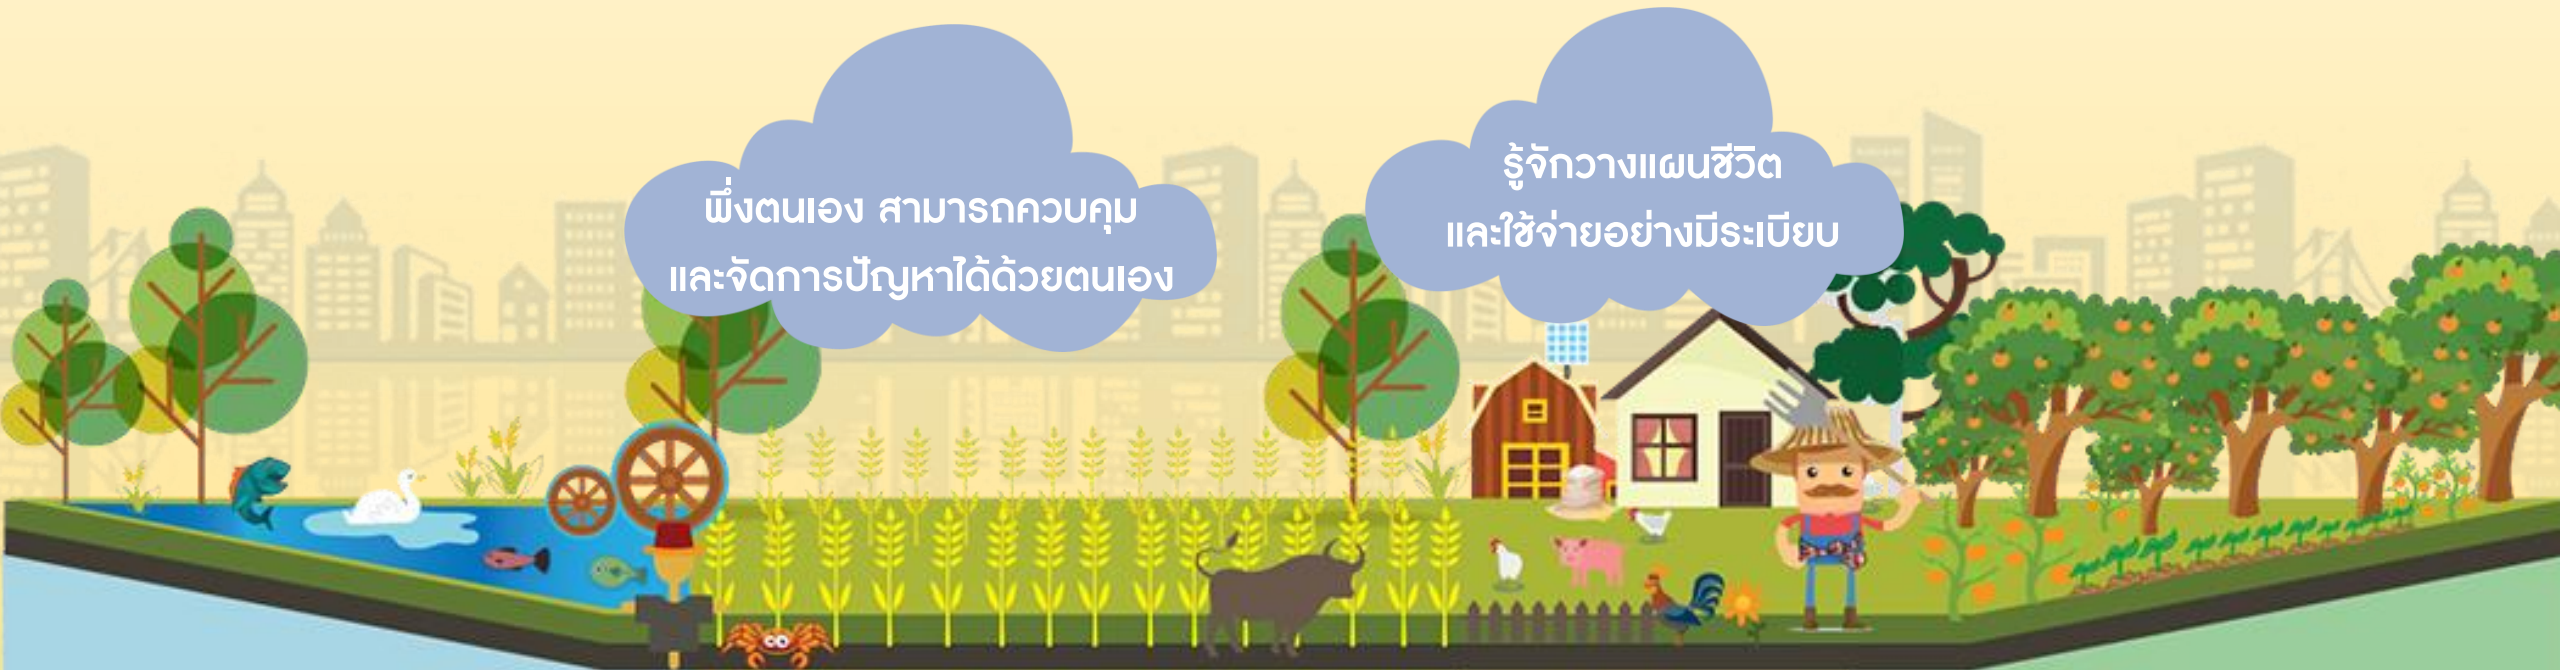 พึ่งตนเอง สามารถควบคุม
และจัดการปัญหาได้ด้วยตนเอง
รู้จักวางแผนชีวิต
และใช้จ่ายอย่างมีระเบียบ